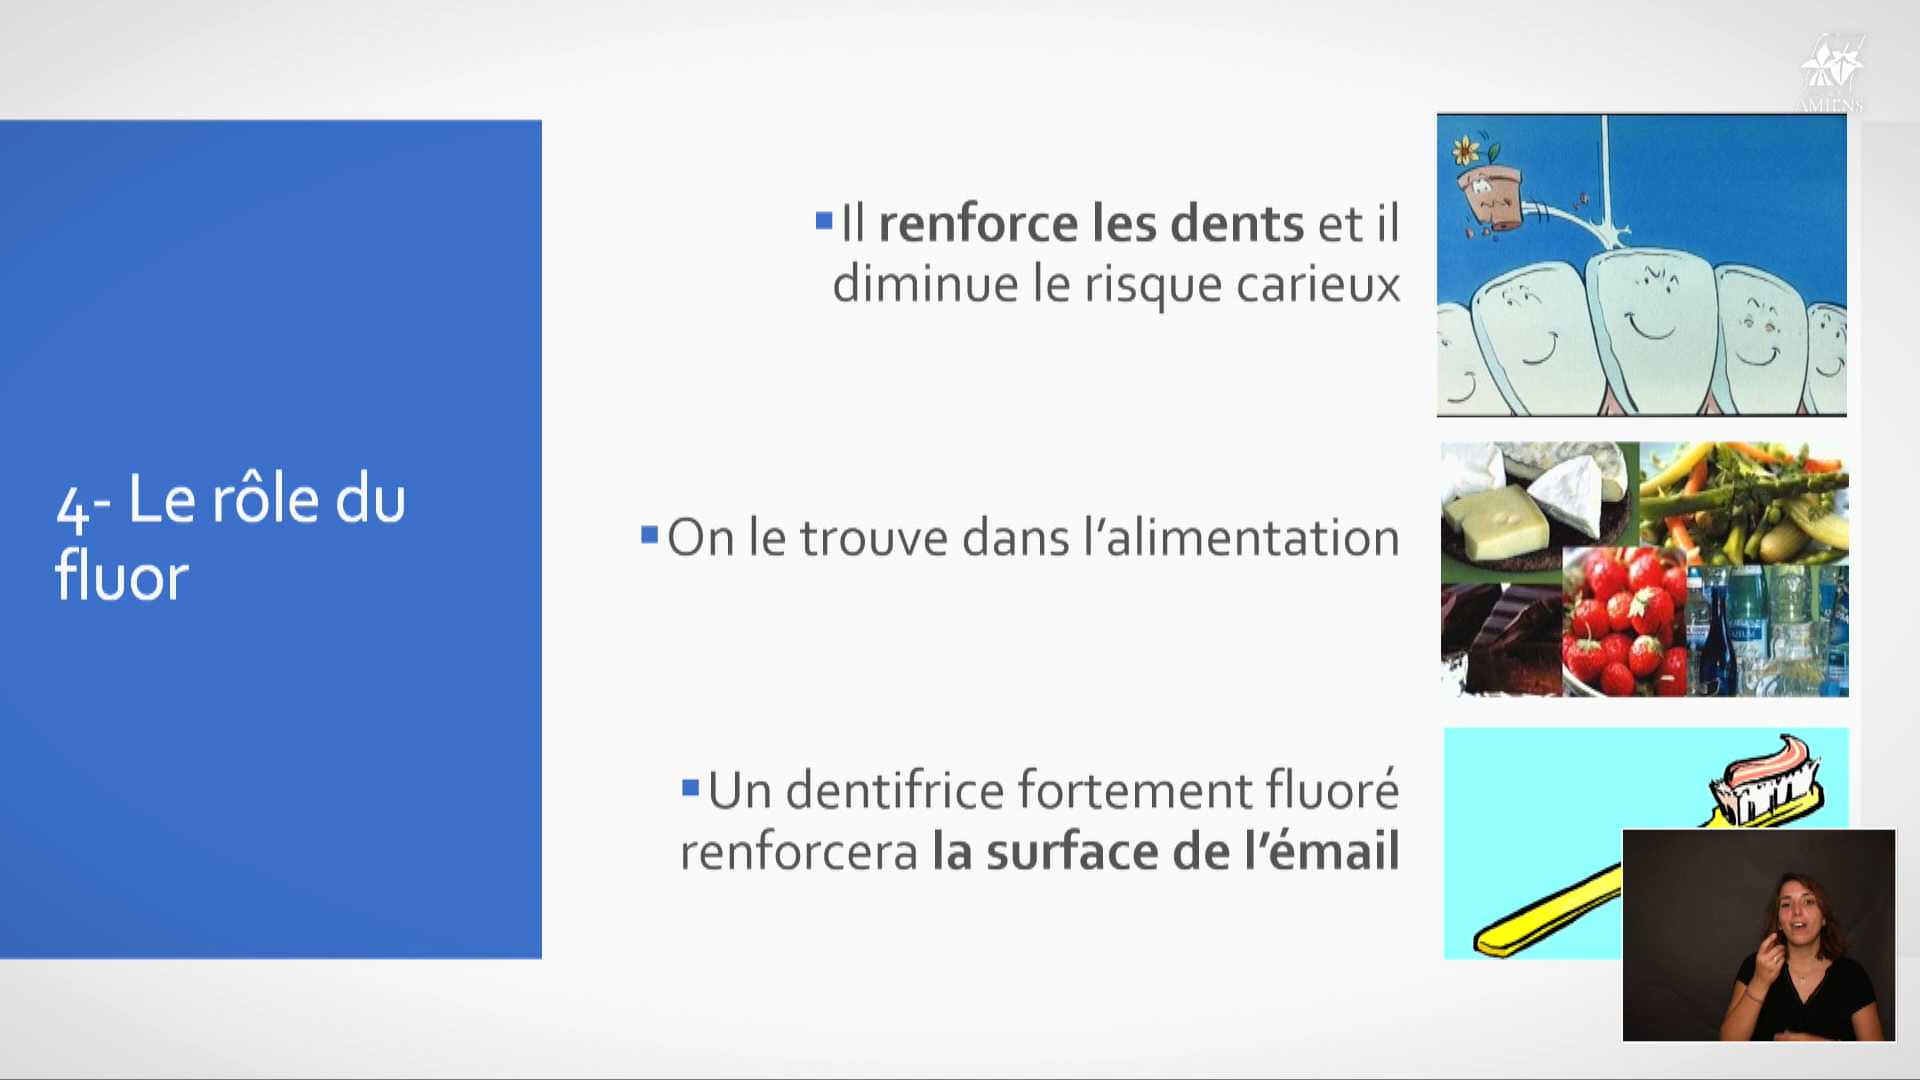 AMIENS
4- Le rôle du
fluor
Il renforce les dents et il
diminue le risque carieux
On le trouve dans l’alimentation
Un dentifrice fortement fluoré
renforcera la surface de l’émail